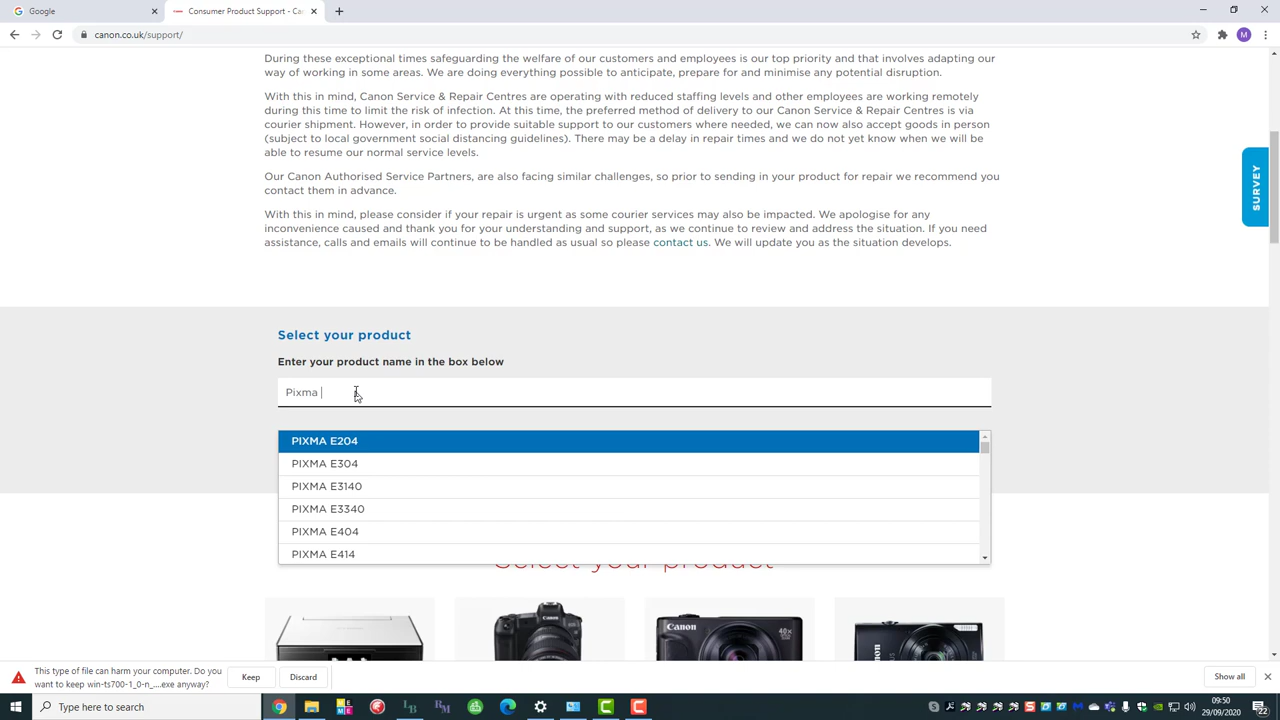 Google
Consumer Product Support - Can
canon.co.uk/support/
M
During these exceptional times safeguarding the welfare of our customers and employees is our top priority and that involves adapting our
way of working in some areas. We are doing everything possible to anticipate, prepare for and minimise any potential disruption.
With this in mind, Canon Service & Repair Centres are operating with reduced staffing levels and other employees are working remotely
during this time to limit the risk of infection. At this time, the preferred method of delivery to our Canon Service & Repair Centres is via
courier shipment. However, in order to provide suitable support to our customers where needed, we can now also accept goods in person
(subject to local government social distancing guidelines). There may be a delay in repair times and we do not yet know when we will be
able to resume our normal service levels.
Our Canon Authorised Service Partners, are also facing similar challenges, so prior to sending in your product for repair we recommend you
contact them in advance.
With this in mind, please consider if your repair is urgent as some courier services may also be impacted. We apologise for any
inconvenience caused and thank you for your understanding and support, as we continue to review and address the situation. If you need
assistance, calls and emails will continue to be handled as usual so please contact us. We will update you as the situation develops.
SURVEY
Select your product
Enter your product name in the box below
Pixma
PIXMA E204
PIXMA E304
PIXMA E3140
PIXMA E3340
PIXMA E404
PIXMA E414
Select your product
Canon
Canon
40x
Canon
This type of file can harm your computer. Do you
want to keep win-ts700-1_0-n_....exe anyway?
Keep
Discard
Show all
Type here to search
09:50
29/09/2020